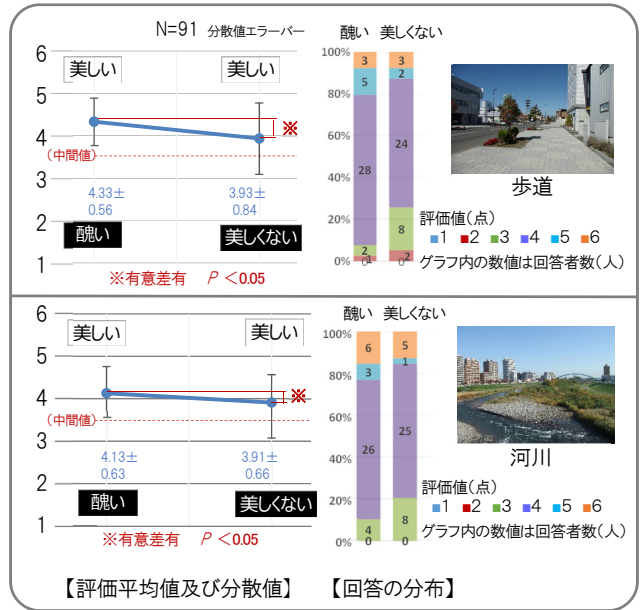 N=91 分散値エラーバー
醜い 美しくない
6
5
4
(中間値)
3
2
1
美しい
美しい
※
4.33±
0.56
3.93±
0.84
醜い
美しくない
※有意差有 P <0.05
100%
80%
60%
40%
20%
0%
3
5
28
2
1
0
3
2
24
8
2
0
歩道
評価値(点)
1 2 3 4 5 6
グラフ内の数値は回答者数(人)
醜い 美しくない
6
5
4
(中間値)
3
2
1
美しい
美しい
※
4.13±
0.63
3.91±
0.66
醜い
美しくない
※有意差有 P <0.05
100%
80%
60%
40%
20%
0%
6
3
26
4
0
5
1
25
8
0
河川
評価値(点)
1 2 3 4 5 6
グラフ内の数値は回答者数(人)
【評価平均値及び分散値】 【回答の分布】